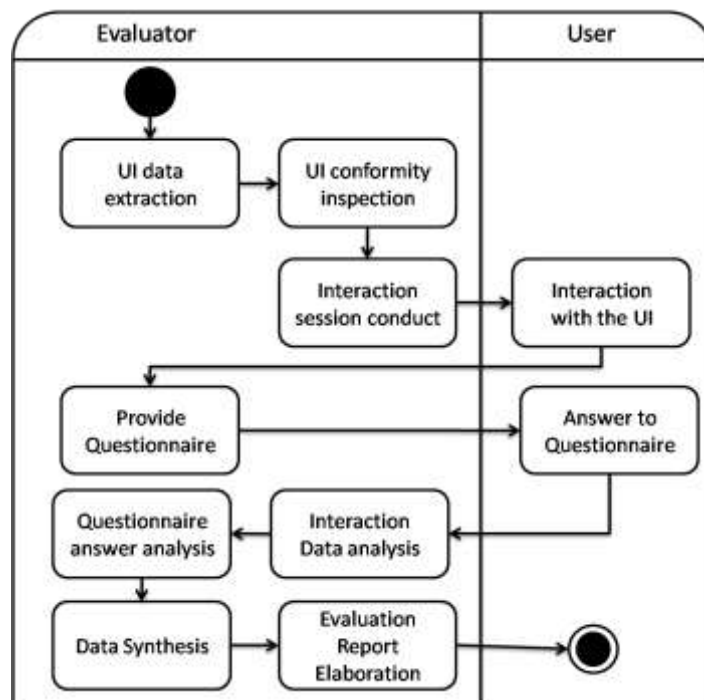 Evaluator
User
UI data
extraction
UI conformity
inspection
Interaction
session conduct
Interaction
with the UI
Provide
Questionnaire
Answer to
Questionnaire
Questionnaire
answer analysis
Interaction
Data analysis
Data Synthesis
Evaluation
Report
Elaboration